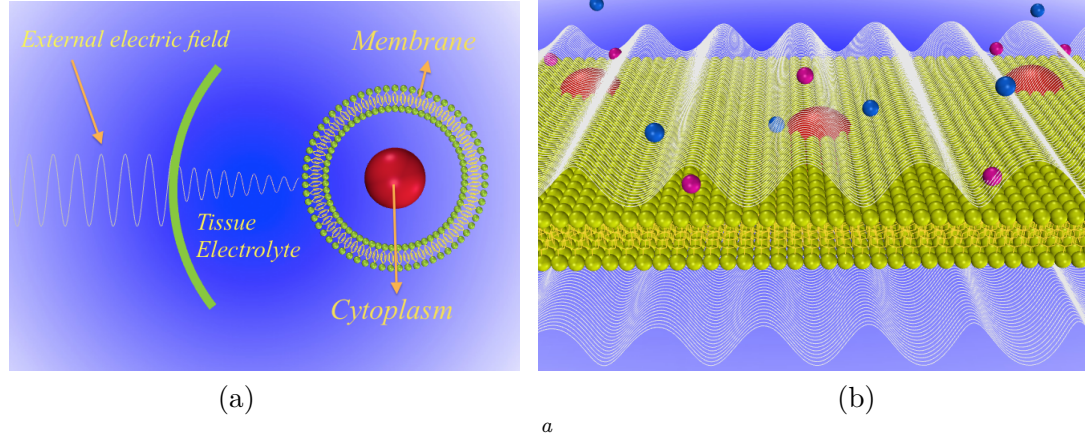 External electric field
Membrane
Tissue
Electrolyte
Cytoplasm
(a)
(b)
a